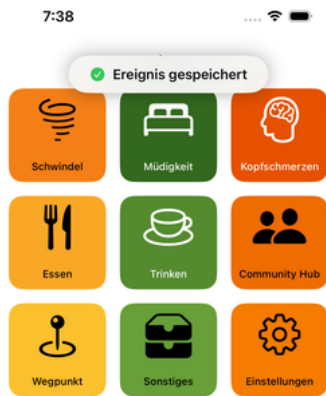 7:38
Ereignis gespeichert
Schwindel
Müdigkeit
Kopfschmerzen
Essen
Trinken
Community Hub
Wegpunkt
Sonstiges
Einstellungen